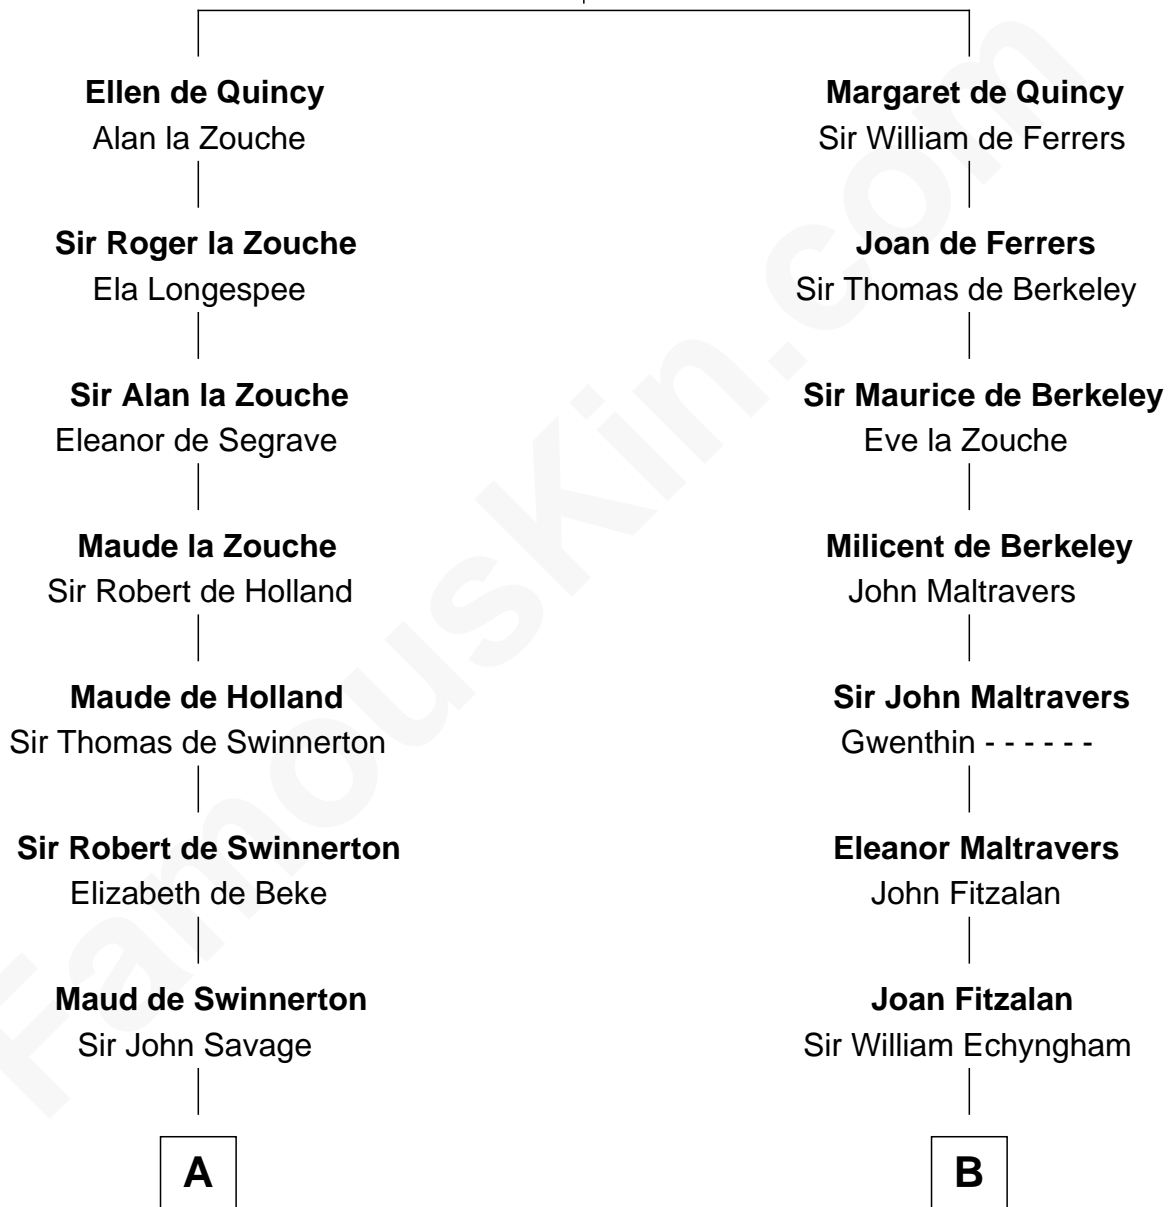 Ellen de Quincy
Alan la Zouche
Sir Roger la Zouche
Ela Longespee
Sir Alan la Zouche
Eleanor de Segrave
Maude la Zouche
Sir Robert de Holland
Maude de Holland
Sir Thomas de Swinnerton
Sir Robert de Swinnerton
Elizabeth de Beke
Maud de Swinnerton
Sir John Savage
A
Margaret de Quincy
Sir William de Ferrers
Joan de Ferrers
Sir Thomas de Berkeley
Sir Maurice de Berkeley
Eve la Zouche
Milicent de Berkeley
John Maltravers
Sir John Maltravers
Gwenthin - - - - - -
Eleanor Maltravers
John Fitzalan
Joan Fitzalan
Sir William Echyngham
B
FamousKin.com